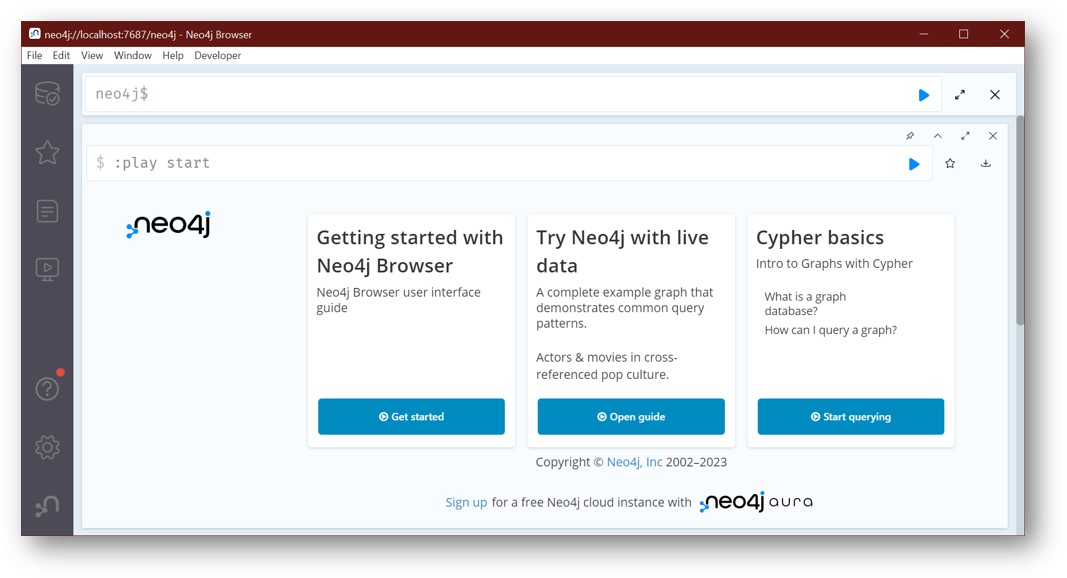 neo4j://localhost:7687/neo4j - Neo4j Browser
File Edit View Window Help Developer
neo4j$
$ :play start
neo4j
Getting started with
Neo4j Browser
Neo4j Browser user interface
guide
Get started
Try Neo4j with live
data
A complete example graph that
demonstrates common query
patterns.
Actors & movies in cross-
referenced pop culture.
Open guide
Cypher basics
Intro to Graphs with Cypher
What is a graph
database?
How can I query a graph?
Start querying
Copyright © Neo4j, Inc 2002–2023
Sign up for a free Neo4j cloud instance with neo4j aura